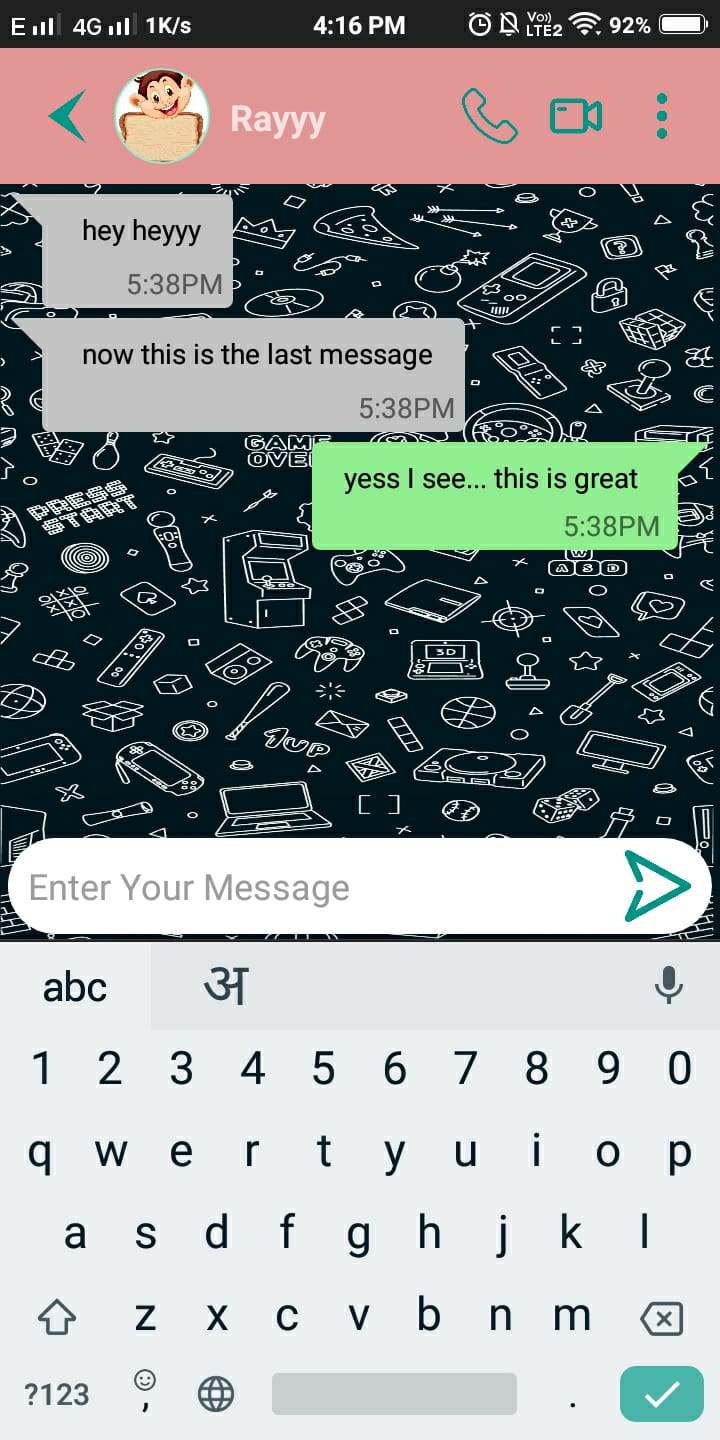 E 4G 1K/s 4:16 PM Vo)) LTE2 92%
Rayyy
hey heyyy
5:38PM
now this is the last message
5:38PM
GAME
OVE
yess I see... this is great
5:38PM
PRESS
START
W
A S D
3D
1UP
Enter Your Message
abc अ
1 2 3 4 5 6 7 8 9 0
q w e r t y u i o p
a s d f g h j k l
z x c v b n m
?123 , .